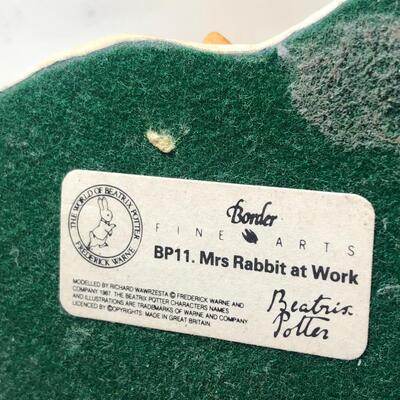 THE WORLD OF BEATRIX POTTER
FREDERICK WARNE
Border
FINE ARTS
BP11. Mrs Rabbit at Work
MODELLED BY RICHARD WAWRZESTA © FREDERICK WARNE AND
COMPANY 1987. THE BEATRIX POTTER CHARACTERS NAMES
AND ILLUSTRATIONS ARE TRADEMARKS OF WARNE AND COMPANY
LICENCED BY ©OPYRIGHTS. MADE IN GREAT BRITAIN.
Beatrix
Potter